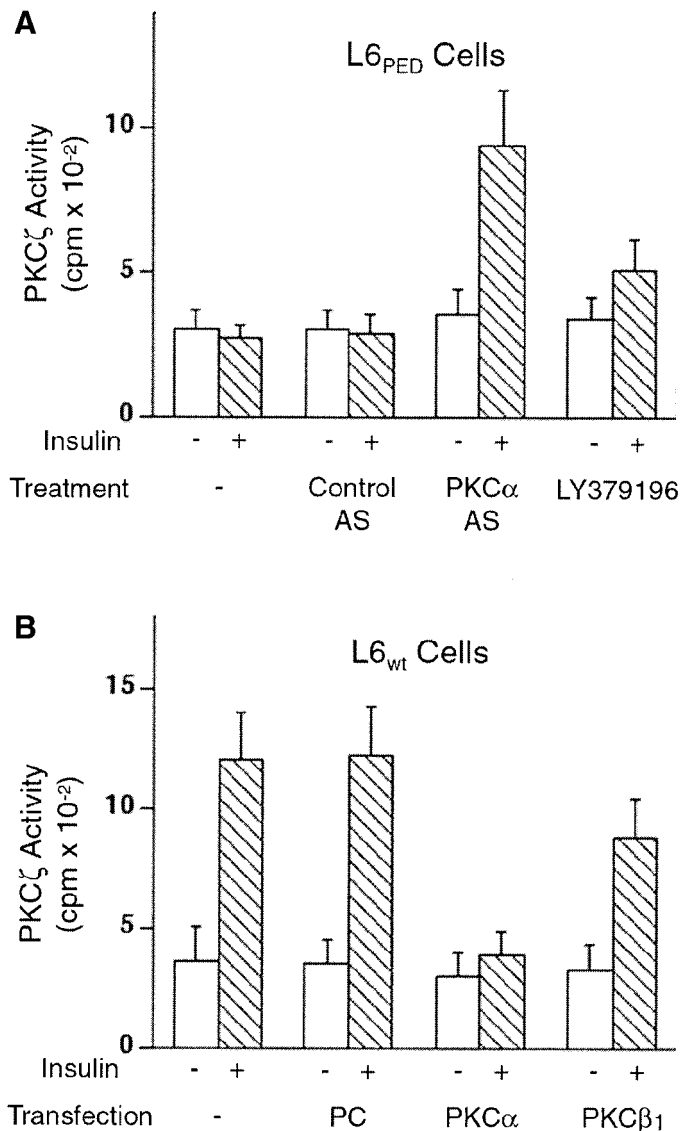 A
L6PED Cells
PKCζ Activity
(cpm x 10-2)
10
5
0
Insulin - + - + - + - +
Treatment - Control AS PKCα AS LY379196
B
L6wt Cells
PKCζ Activity
(cpm x 10-2)
15
10
5
0
Insulin - + - + - + - +
Transfection - PC PKCα PKCβ1